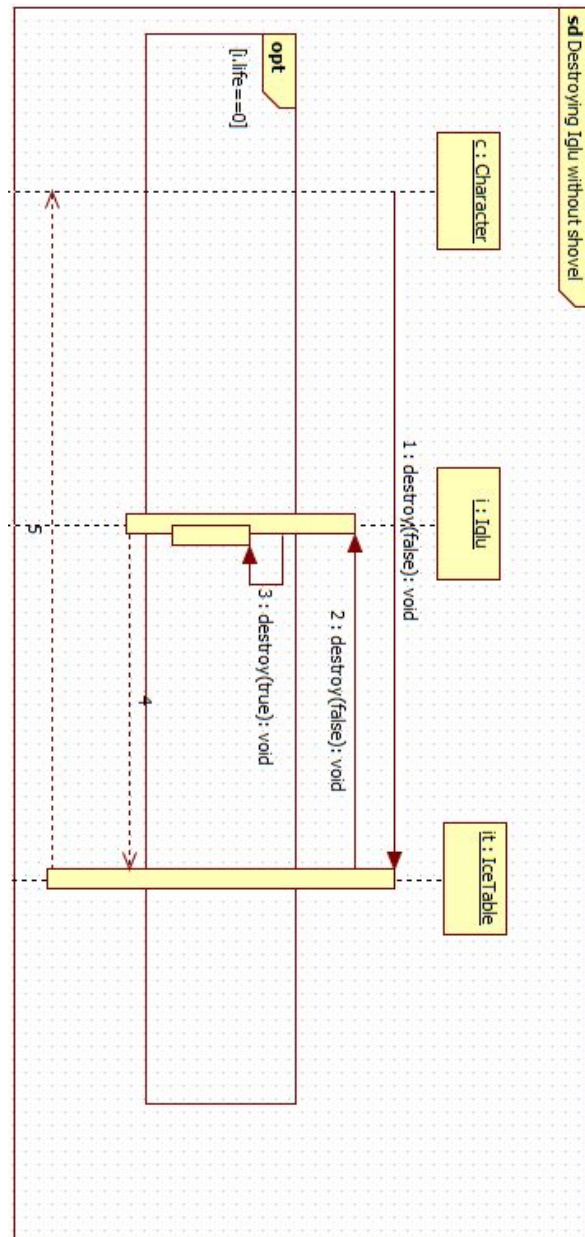 sd Destroying Iglu without shovel
c : Character
i : Iglu
it : IceTable
1 : destroy(false): void
2 : destroy(false): void
opt
[i.life==0]
3 : destroy(true): void
4
5